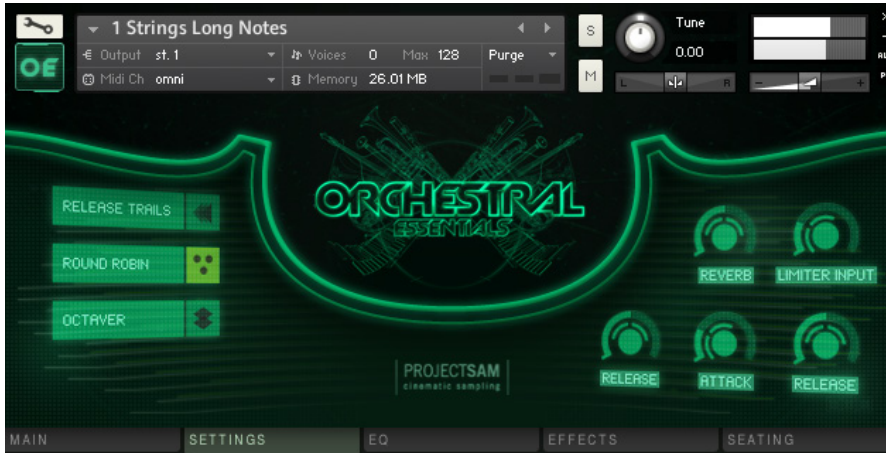 1 Strings Long Notes
Output st. 1 Voices 0 Max 128 Purge
Midi Ch omni Memory 26.01 MB
OE
S
M
Tune
0.00
L R
- +
ORCHESTRAL
ESSENTIALS
RELEASE TRAILS
ROUND ROBIN
OCTAVER
REVERB LIMITER INPUT
RELEASE ATTACK RELEASE
PROJECTSAM
cinematic sampling
MAIN SETTINGS EQ EFFECTS SEATING